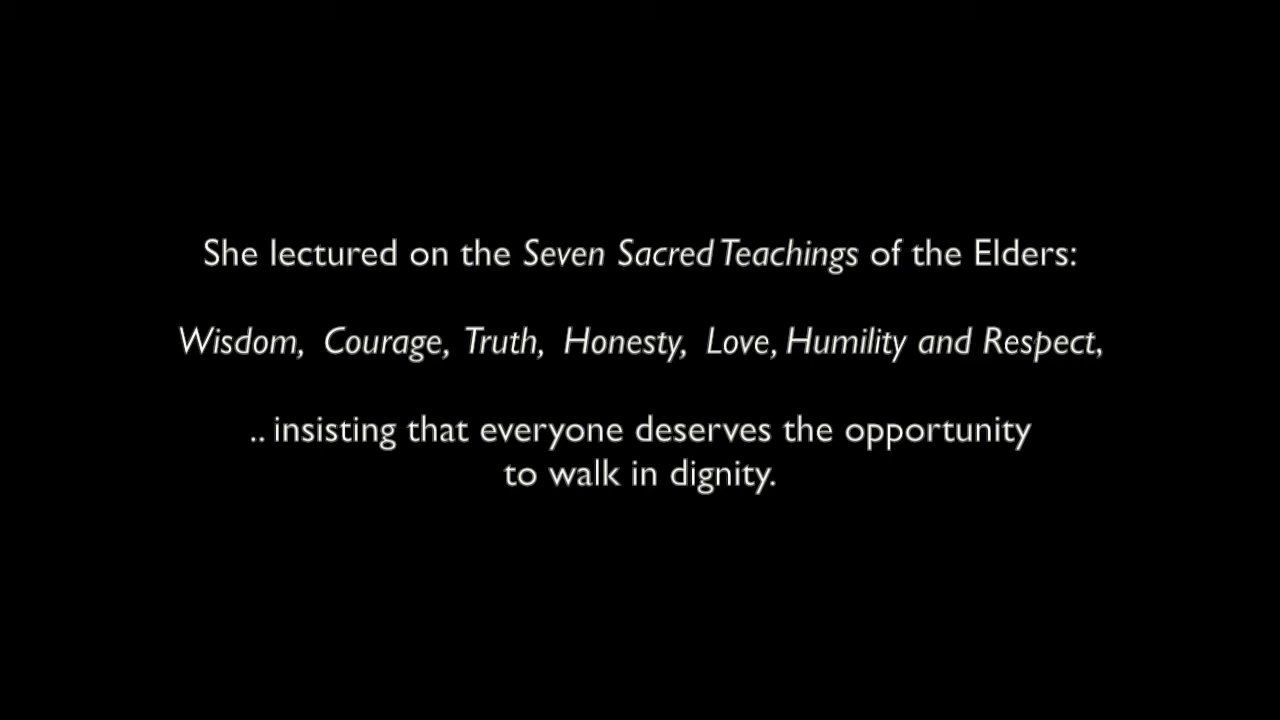 She lectured on the Seven Sacred Teachings of the Elders:
Wisdom, Courage, Truth, Honesty, Love, Humility and Respect,
.. insisting that everyone deserves the opportunity
to walk in dignity.